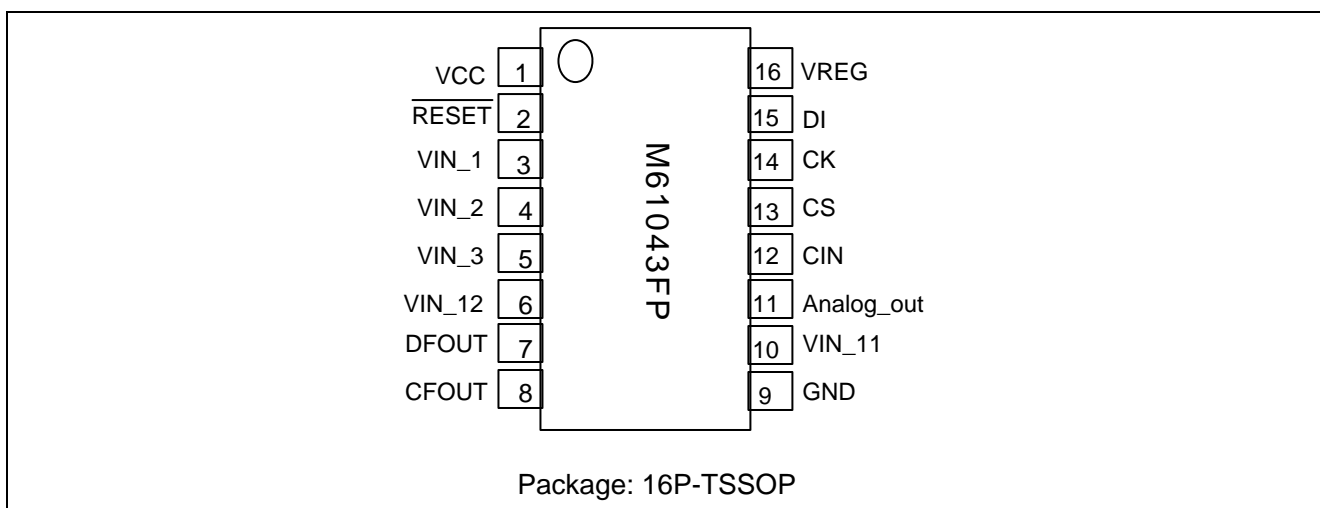 VCC 1
RESET 2
VIN_1 3
VIN_2 4
VIN_3 5
VIN_12 6
DFOUT 7
CFOUT 8
M61043FP
16 VREG
15 DI
14 CK
13 CS
12 CIN
11 Analog_out
10 VIN_11
9 GND
Package: 16P-TSSOP